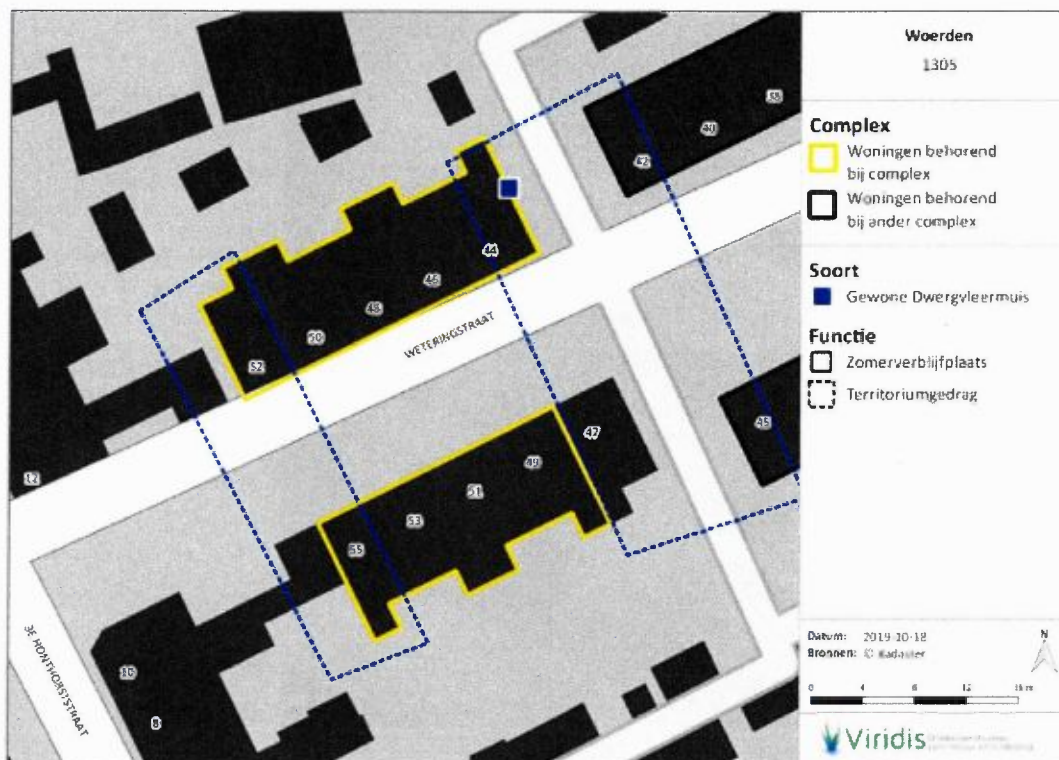 Woerden
1305
Complex
Woningen behorend
bij complex
Woningen behorend
bij ander complex
Soort
Gewone Dwergvleermuis
Functie
Zomerverblijfplaats
Territoriumgedrag
38
40
42
44
46
48
50
52
WETERINGSTRAAT
12
47
45
49
51
53
55
3E HONTHORSTSTRAAT
10
8
Datum: 2019-10-18
Bronnen: © Kadaster
N
0 4 8 12 16 m
Viridis